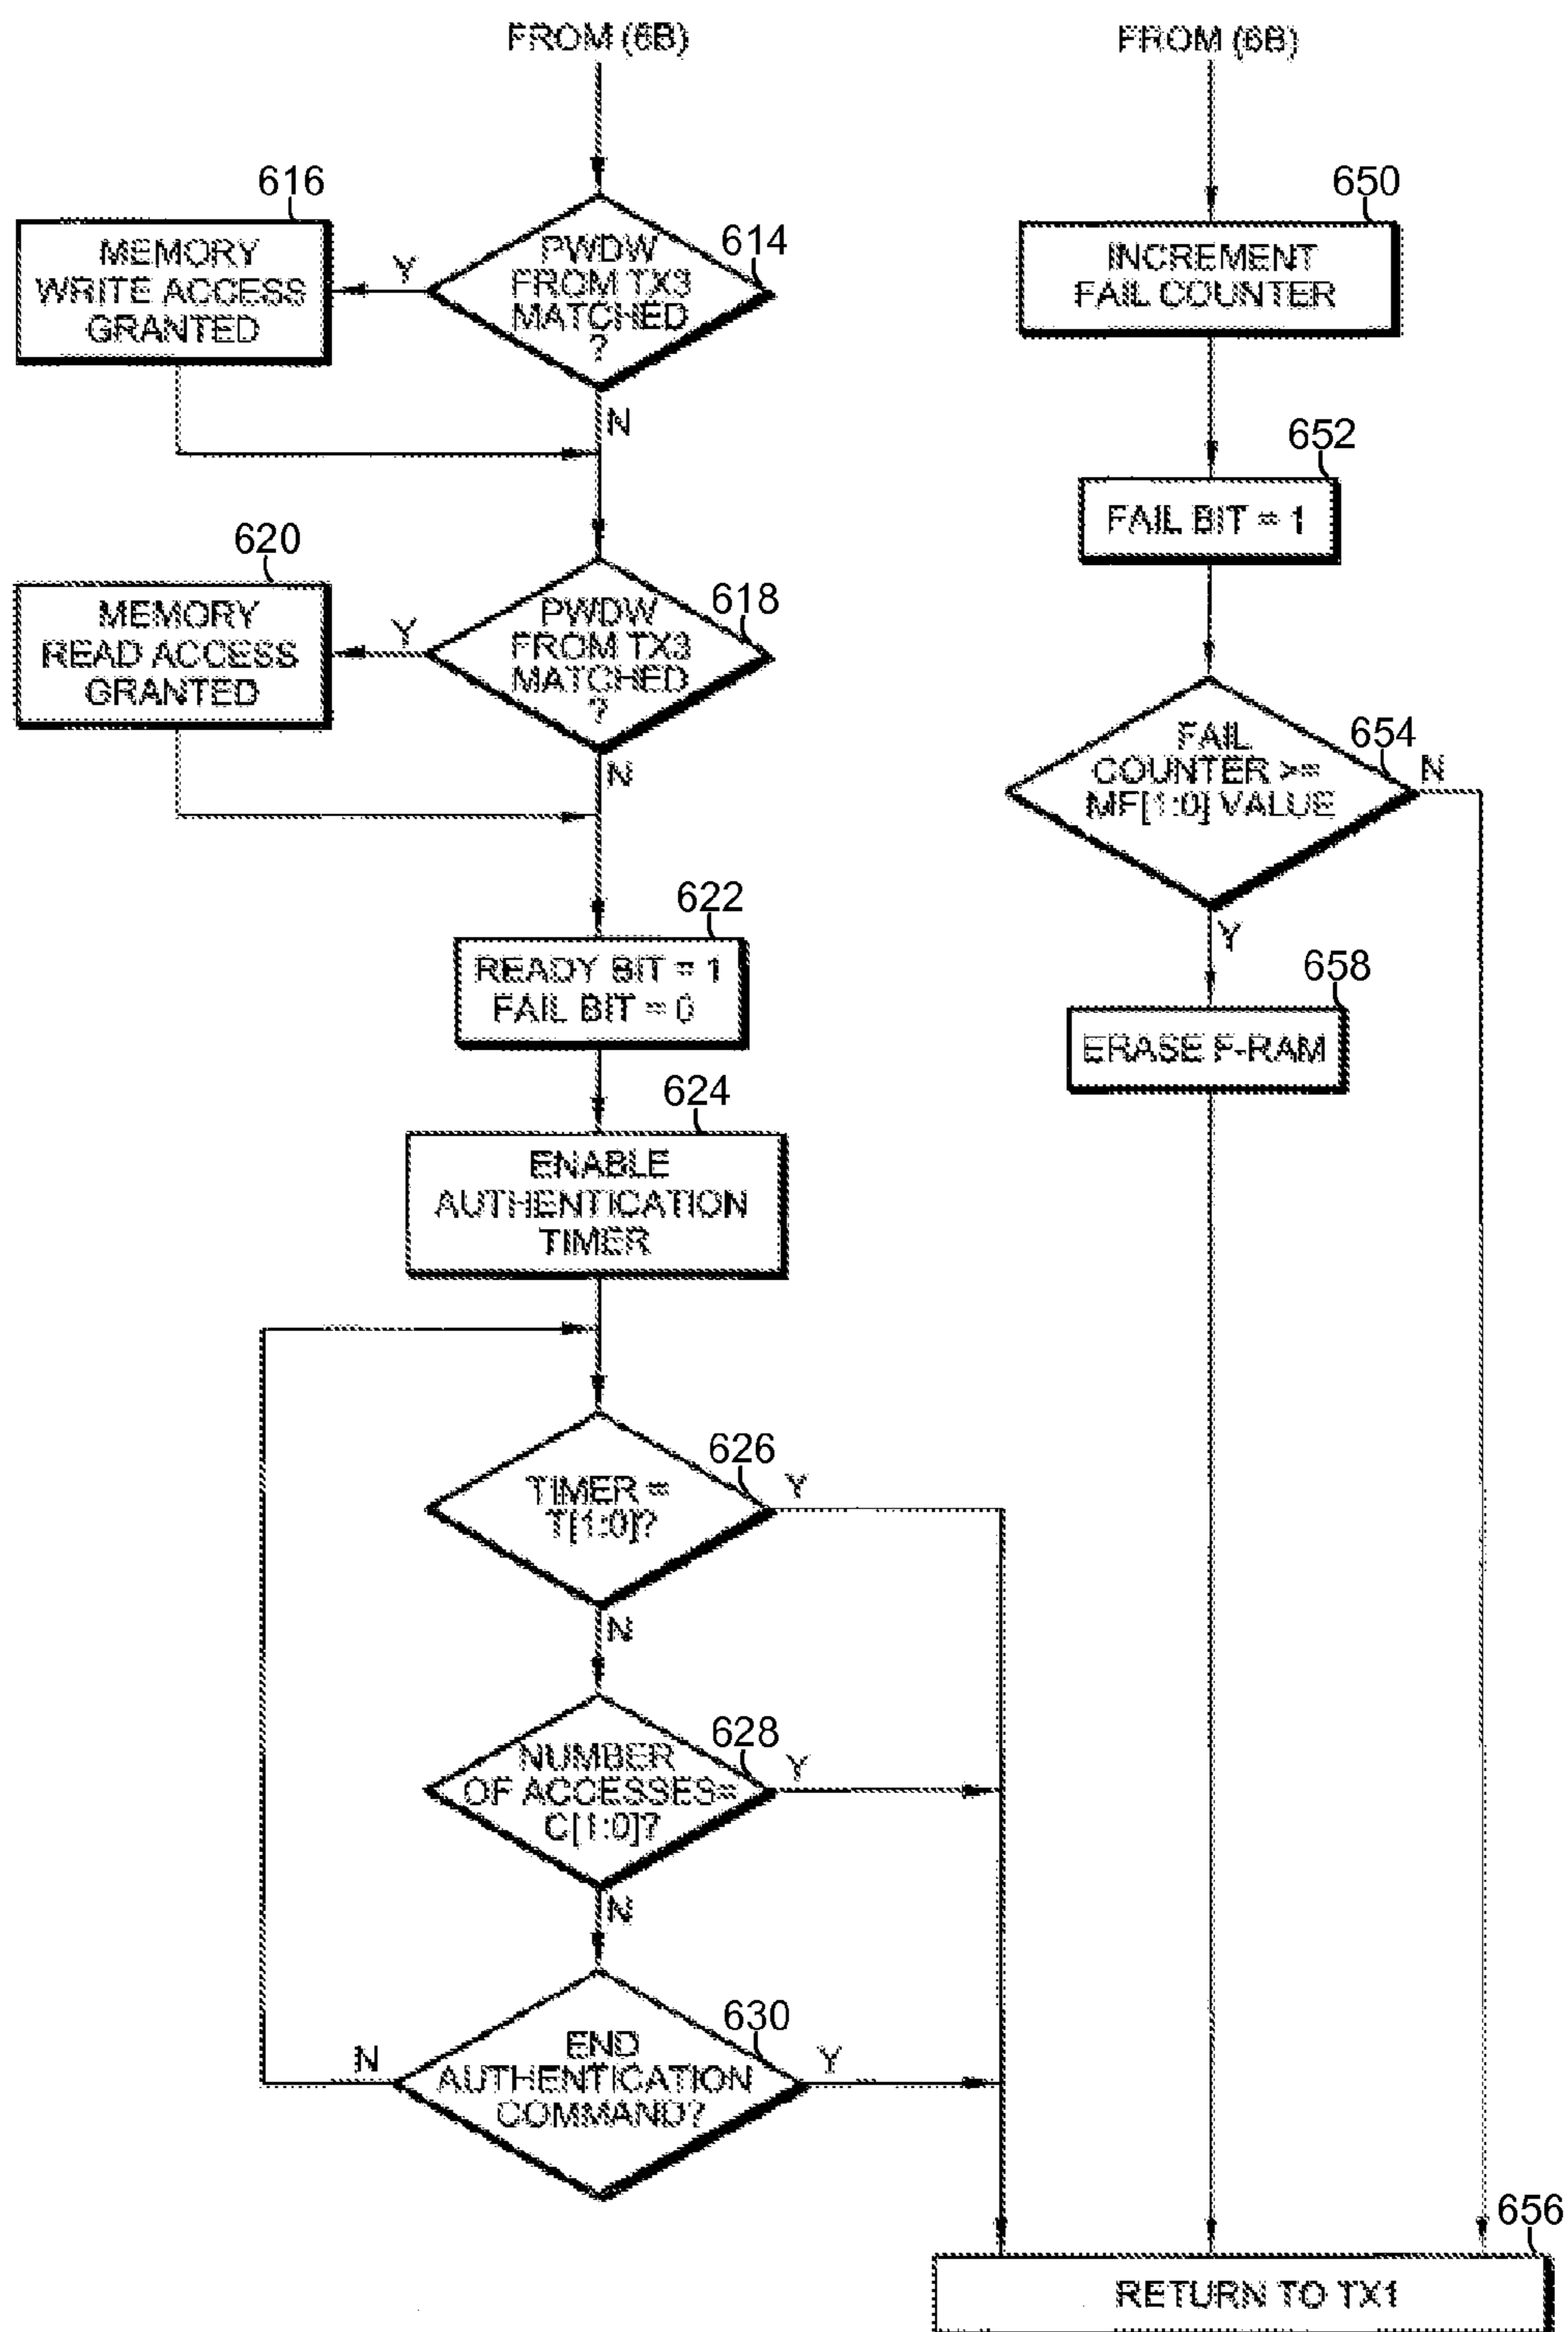 FROM (6B)
616
MEMORY
WRITE ACCESS
GRANTED
Y
PWDW
FROM TX3
MATCHED
?
614
N
620
MEMORY
READ ACCESS
GRANTED
Y
PWDW
FROM TX3
MATCHED
?
618
N
622
READY BIT = 1
FAIL BIT = 0
624
ENABLE
AUTHENTICATION
TIMER
TIMER =
T[1:0]?
626
Y
N
NUMBER
OF ACCESSES=
C[1:0]?
628
Y
N
END
AUTHENTICATION
COMMAND?
630
N
Y
FROM (6B)
650
INCREMENT
FAIL COUNTER
652
FAIL BIT = 1
FAIL
COUNTER >=
MF[1:0] VALUE
654
N
Y
658
ERASE F-RAM
656
RETURN TO TX1